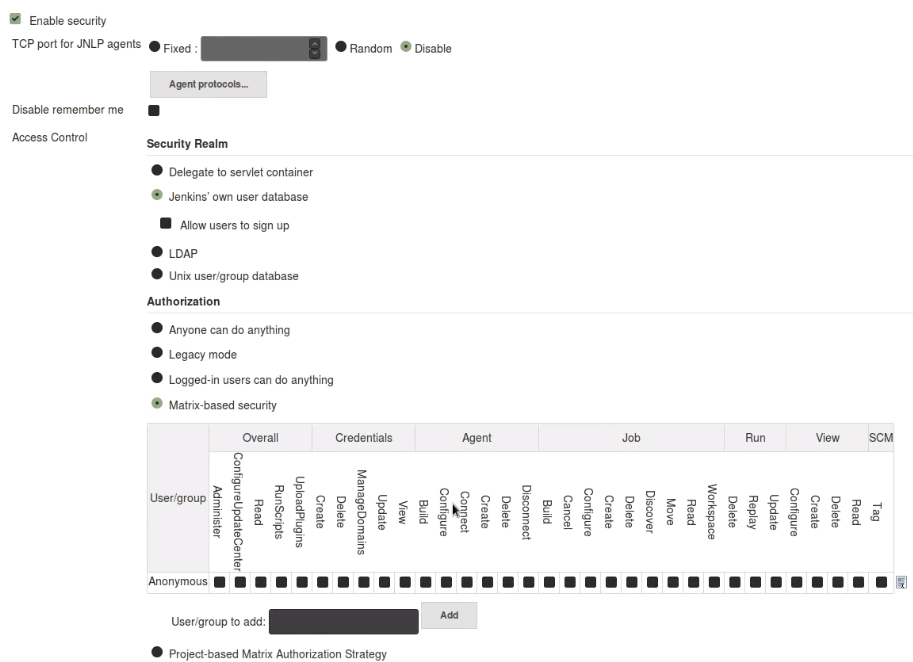 Enable security
TCP port for JNLP agents Fixed : Random Disable
Agent protocols...
Disable remember me
Access Control
Security Realm
Delegate to servlet container
Jenkins' own user database
Allow users to sign up
LDAP
Unix user/group database
Authorization
Anyone can do anything
Legacy mode
Logged-in users can do anything
Matrix-based security
User/group Overall Credentials Agent Job Run View SCM
Administer ConfigureUpdateCenter Read RunScripts UploadPlugins Create Delete ManageDomains Update View Build Configure Connect Create Delete Disconnect Build Cancel Configure Create Delete Discover Move Read Workspace Delete Replay Update Configure Create Delete Read Tag
Anonymous
User/group to add: Add
Project-based Matrix Authorization Strategy